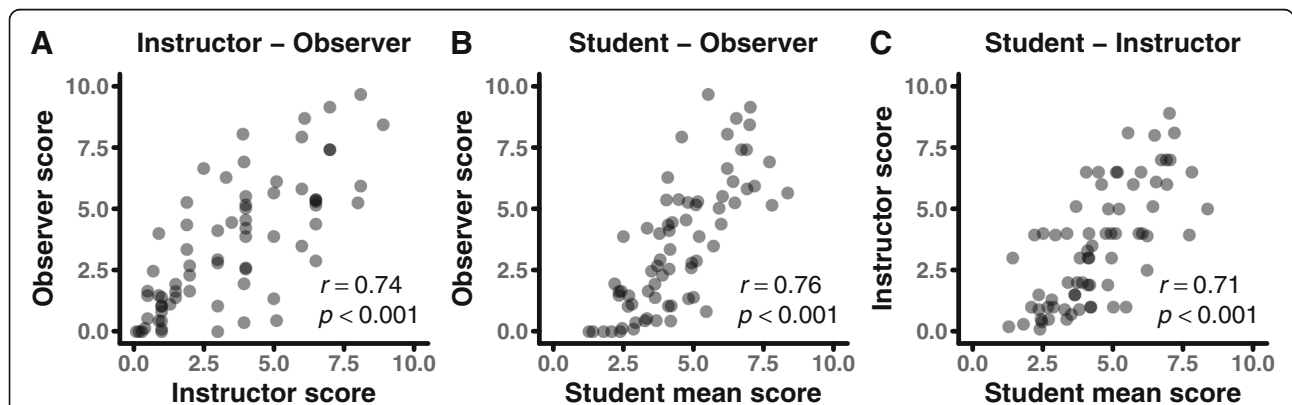 A Instructor – Observer
Observer score
10.0
7.5
5.0
2.5
0.0
r = 0.74
p < 0.001
0.0 2.5 5.0 7.5 10.0
Instructor score
B Student – Observer
Observer score
10.0
7.5
5.0
2.5
0.0
r = 0.76
p < 0.001
0.0 2.5 5.0 7.5 10.0
Student mean score
C Student – Instructor
Instructor score
10.0
7.5
5.0
2.5
0.0
r = 0.71
p < 0.001
0.0 2.5 5.0 7.5 10.0
Student mean score